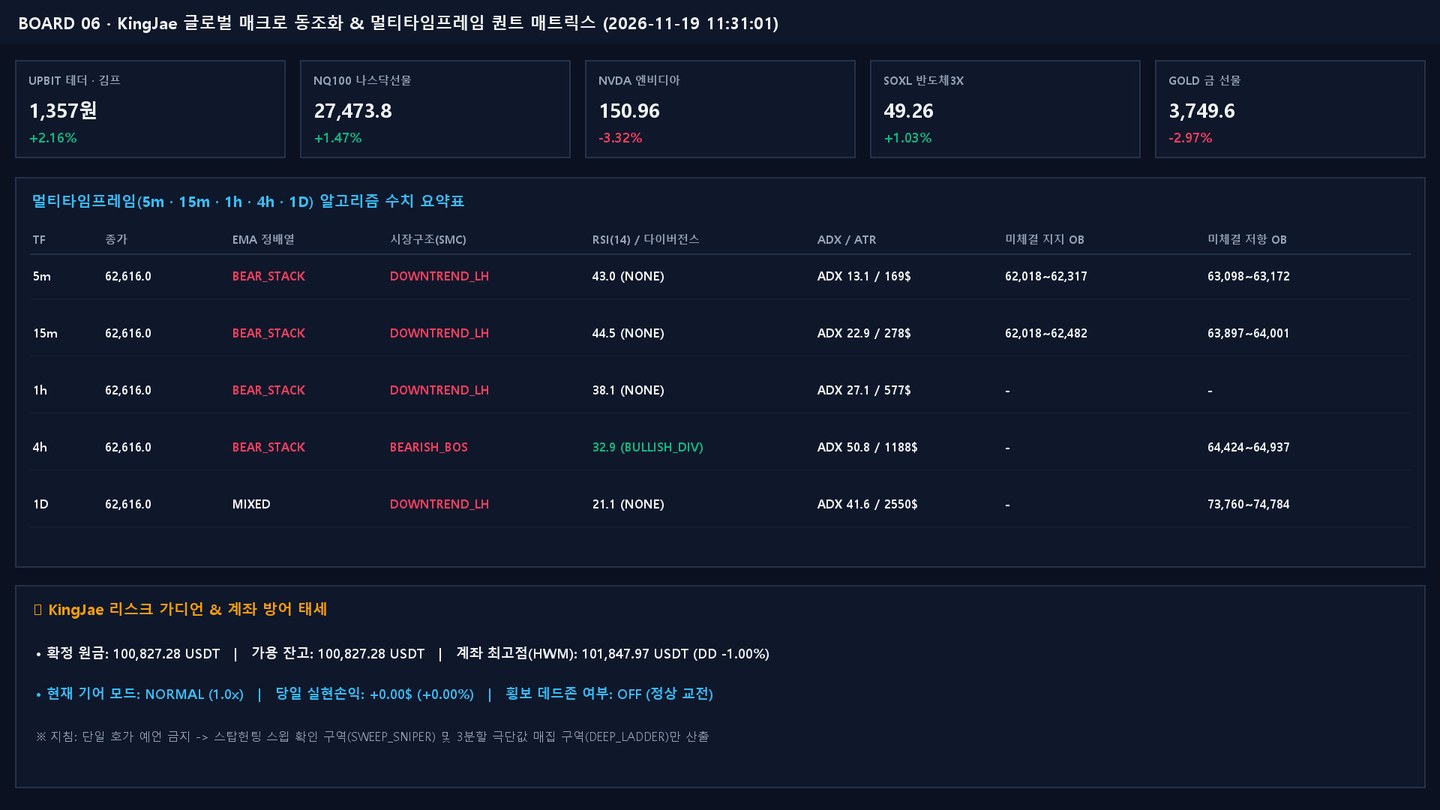 BOARD 06 · KingJae 글로벌 매크로 동조화 & 멀티타임프레임 퀀트 매트릭스 (2026-11-19 11:31:01)
UPBIT 테더 · 김프 NQ100 나스닥선물 NVDA 엔비디아 SOXL 반도체3X GOLD 금 선물
1,357원 27,473.8 150.96 49.26 3,749.6
+2.16% +1.47% -3.32% +1.03% -2.97%
멀티타임프레임(5m · 15m · 1h · 4h · 1D) 알고리즘 수치 요약표
TF 종가 EMA 정배열 시장구조(SMC) RSI(14) / 다이버전스 ADX / ATR 미체결 지지 OB 미체결 저항 OB
5m 62,616.0 BEAR_STACK DOWNTREND_LH 43.0 (NONE) ADX 13.1 / 169$ 62,018~62,317 63,098~63,172
15m 62,616.0 BEAR_STACK DOWNTREND_LH 44.5 (NONE) ADX 22.9 / 278$ 62,018~62,482 63,897~64,001
1h 62,616.0 BEAR_STACK DOWNTREND_LH 38.1 (NONE) ADX 27.1 / 577$ - -
4h 62,616.0 BEAR_STACK BEARISH_BOS 32.9 (BULLISH_DIV) ADX 50.8 / 1188$ - 64,424~64,937
1D 62,616.0 MIXED DOWNTREND_LH 21.1 (NONE) ADX 41.6 / 2550$ - 73,760~74,784
KingJae 리스크 가디언 & 계좌 방어 태세
• 확정 원금: 100,827.28 USDT | 가용 잔고: 100,827.28 USDT | 계좌 최고점(HWM): 101,847.97 USDT (DD -1.00%)
• 현재 기어 모드: NORMAL (1.0x) | 당일 실현손익: +0.00$ (+0.00%) | 횡보 데드존 여부: OFF (정상 교전)
※ 지침: 단일 호가 예언 금지 -> 스탑헌팅 스윕 확인 구역(SWEEP_SNIPER) 및 3분할 극단값 매집 구역(DEEP_LADDER)만 산출